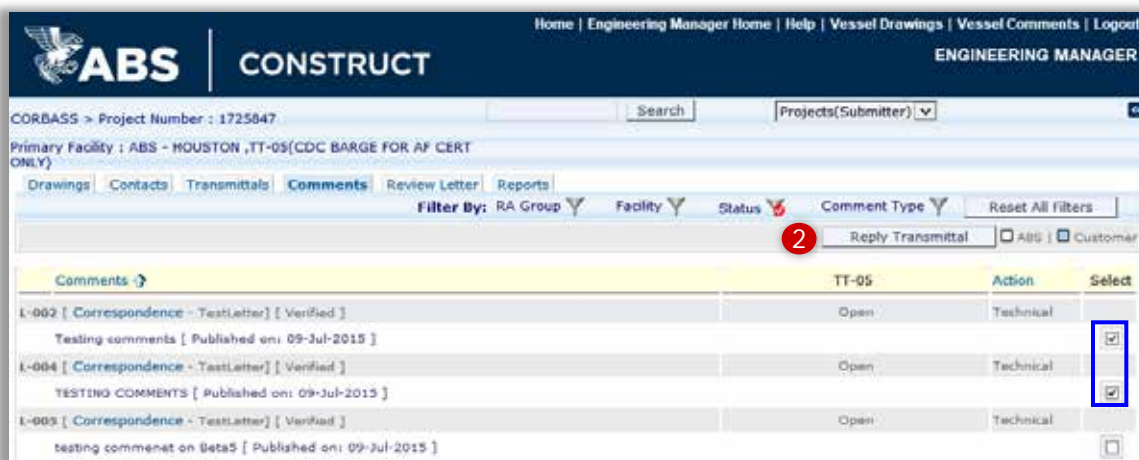 Home | Engineering Manager Home | Help | Vessel Drawings | Vessel Comments | Logout
ABS | CONSTRUCT
ENGINEERING MANAGER
CORBASS > Project Number : 1725847
Search
Projects(Submitter)
Primary Facility : ABS - HOUSTON ,TT-05(CDC BARGE FOR AF CERT
ONLY)
Drawings Contacts Transmittals Comments Review Letter Reports
Filter By: RA Group Facility Status Comment Type Reset All Filters
2 Reply Transmittal ABS | Customer
Comments TT-05 Action Select
L-002 [ Correspondence - TestLetter] [ Verified ] Open Technical
Testing comments [ Published on: 09-Jul-2015 ]
L-004 [ Correspondence - TestLetter] [ Verified ] Open Technical
TESTING COMMENTS [ Published on: 09-Jul-2015 ]
L-005 [ Correspondence - TestLetter] [ Verified ] Open Technical
testing commenet on Beta5 [ Published on: 09-Jul-2015 ]